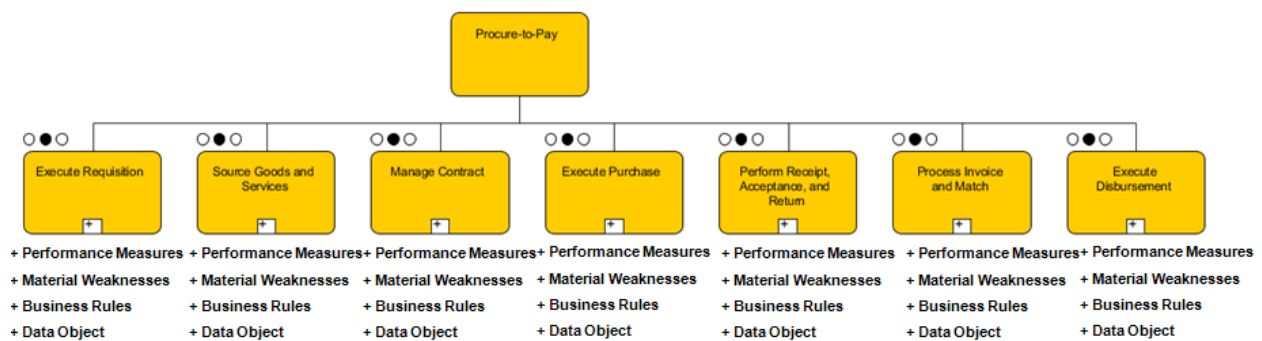 Procure-to-Pay
Execute Requisition
Source Goods and
Services
Manage Contract
Execute Purchase
Perform Receipt,
Acceptance, and
Return
Process Invoice
and Match
Execute
Disbursement
+ Performance Measures
+ Material Weaknesses
+ Business Rules
+ Data Object
+ Performance Measures
+ Material Weaknesses
+ Business Rules
+ Data Object
+ Performance Measures
+ Material Weaknesses
+ Business Rules
+ Data Object
+ Performance Measures
+ Material Weaknesses
+ Business Rules
+ Data Object
+ Performance Measures
+ Material Weaknesses
+ Business Rules
+ Data Object
+ Performance Measures
+ Material Weaknesses
+ Business Rules
+ Data Object
+ Performance Measures
+ Material Weaknesses
+ Business Rules
+ Data Object